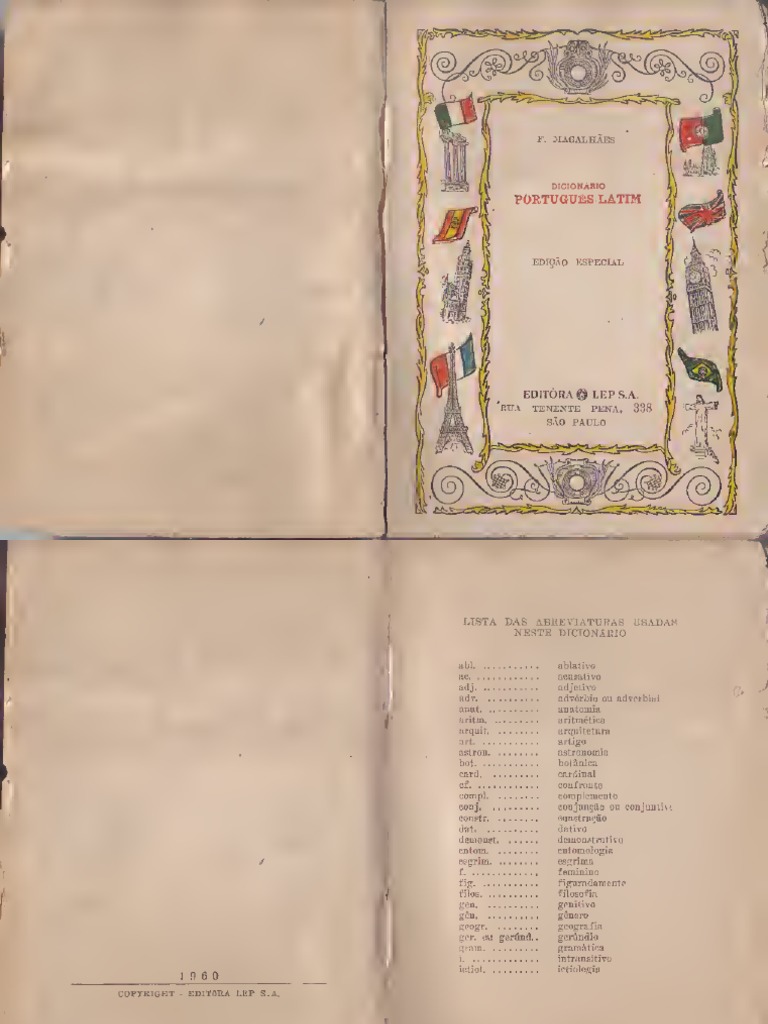 F. MAGALHÃES
DICIONARIO
PORTUGUÊS LATIM
EDIÇÃO ESPECIAL
EDITÔRA LEP S.A.
RUA TENENTE PENA, 398
SÃO PAULO
1960
COPYRIGHT - EDITÔRA LEP S.A.
LISTA DAS ABREVIATURAS USADAS
NESTE DICIONÁRIO
abl. ........... ablativo
ac. ............ acusativo
adj. ........... adjetivo
adv. .......... advérbio ou adverbial
anat. .......... anatomia
aritm. ......... aritmética
arquit. ........ arquitetura
art. ............ artigo
astron. ........ astronomia
bot. ............ botânica
card. ......... cardinal
cf. ............ confronte
compl. ........ complemento
conj. .......... conjunção ou conjuntiva
constr. ........ construção
dat. .......... dativo
demonst. ...... demonstrativo
entom. ........ entomologia
esgrim. ........ esgrima
f. ............. feminino
fig. ........... figuradamente
filos. .......... filosofia
gen. .......... genitivo
gên. .......... gênero
geogr. ......... geografia
ger. ou gerúnd.. gerúndio
gram. ......... gramática
i. ............. intransitivo
ictiol. ......... ictiologia